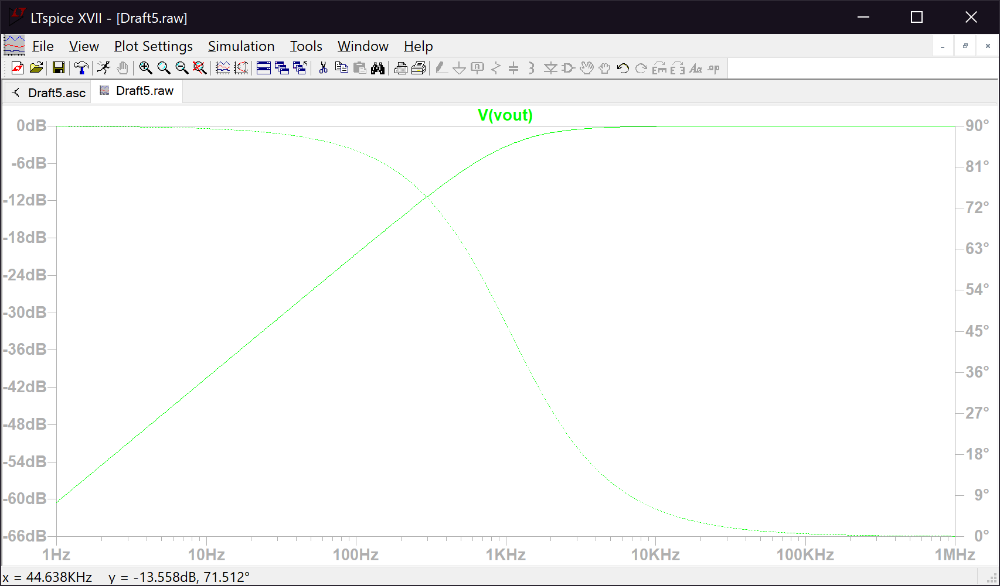 LTspice XVII - [Draft5.raw]
File View Plot Settings Simulation Tools Window Help
Draft5.asc Draft5.raw
V(vout)
0dB 90°
-6dB 81°
-12dB 72°
-18dB 63°
-24dB 54°
-30dB 45°
-36dB 36°
-42dB 27°
-48dB 18°
-54dB 9°
-60dB 0°
-66dB
1Hz 10Hz 100Hz 1KHz 10KHz 100KHz 1MHz
x = 44.638KHz y = -13.558dB, 71.512°